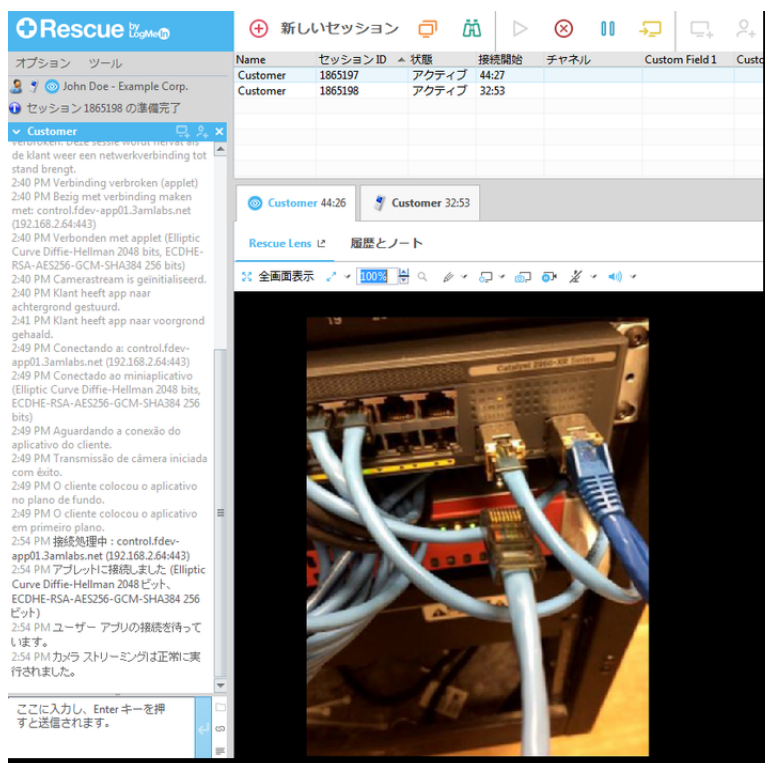 Rescue by LogMeIn
新しいセッション
オプション ツール
John Doe - Example Corp.
セッション 1865198 の準備完了
Customer
Name セッション ID 状態 接続開始 チャネル Custom Field 1 Custo
Customer 1865197 アクティブ 44:27
Customer 1865198 アクティブ 32:53
verbroken. Deze sessie wordt hervat als
de klant weer een netwerkverbinding tot
stand brengt.
2:40 PM Verbinding verbroken (applet)
2:40 PM Bezig met verbinding maken
met: control.fdev-app01.3amlabs.net
(192.168.2.64:443)
2:40 PM Verbonden met applet (Elliptic
Curve Diffie-Hellman 2048 bits, ECDHE-
RSA-AES256-GCM-SHA384 256 bits)
2:40 PM Camerastream is geïnitialiseerd.
2:40 PM Klant heeft app naar
achtergrond gestuurd.
2:41 PM Klant heeft app naar voorgrond
gehaald.
2:49 PM Conectando a: control.fdev-
app01.3amlabs.net (192.168.2.64:443)
2:49 PM Conectado ao miniaplicativo
(Elliptic Curve Diffie-Hellman 2048 bits,
ECDHE-RSA-AES256-GCM-SHA384 256
bits)
2:49 PM Aguardando a conexão do
aplicativo do cliente.
2:49 PM Transmissão de câmera iniciada
com êxito.
2:49 PM O cliente colocou o aplicativo
no plano de fundo.
2:49 PM O cliente colocou o aplicativo
em primeiro plano.
2:54 PM 接続処理中 : control.fdev-
app01.3amlabs.net (192.168.2.64:443)
2:54 PM アプレットに接続しました (Elliptic
Curve Diffie-Hellman 2048 ビット、
ECDHE-RSA-AES256-GCM-SHA384 256
ビット)
2:54 PM ユーザー アプリの接続を待って
います。
2:54 PM カメラ ストリーミングは正常に実
行されました。
ここに入力し、Enter キーを押
すと送信されます。
Customer 44:26 Customer 32:53
Rescue Lens 履歴とノート
全画面表示 100%
19
Catalyst 2960-XR Series